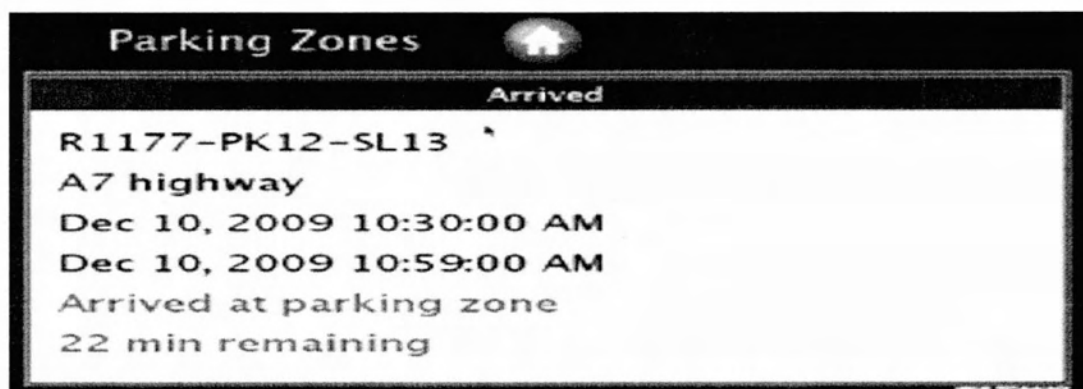 Parking Zones
Arrived
R1177-PK12-SL13
A7 highway
Dec 10, 2009 10:30:00 AM
Dec 10, 2009 10:59:00 AM
Arrived at parking zone
22 min remaining